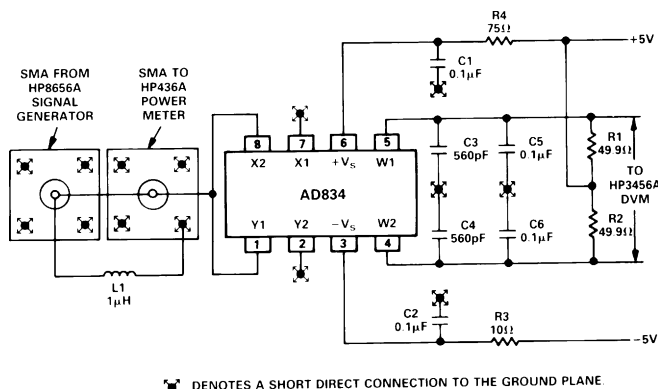 R4
75Ω
+5V
C1
0.1μF
SMA FROM
HP8656A
SIGNAL
GENERATOR
SMA TO
HP436A
POWER
METER
8
7
6
5
X2
X1
+VS
W1
AD834
Y1
Y2
−VS
W2
1
2
3
4
C3
560pF
C5
0.1μF
R1
49.9Ω
TO
HP3456A
DVM
C4
560pF
C6
0.1μF
R2
49.9Ω
L1
1μH
C2
0.1μF
R3
10Ω
−5V
DENOTES A SHORT DIRECT CONNECTION TO THE GROUND PLANE.